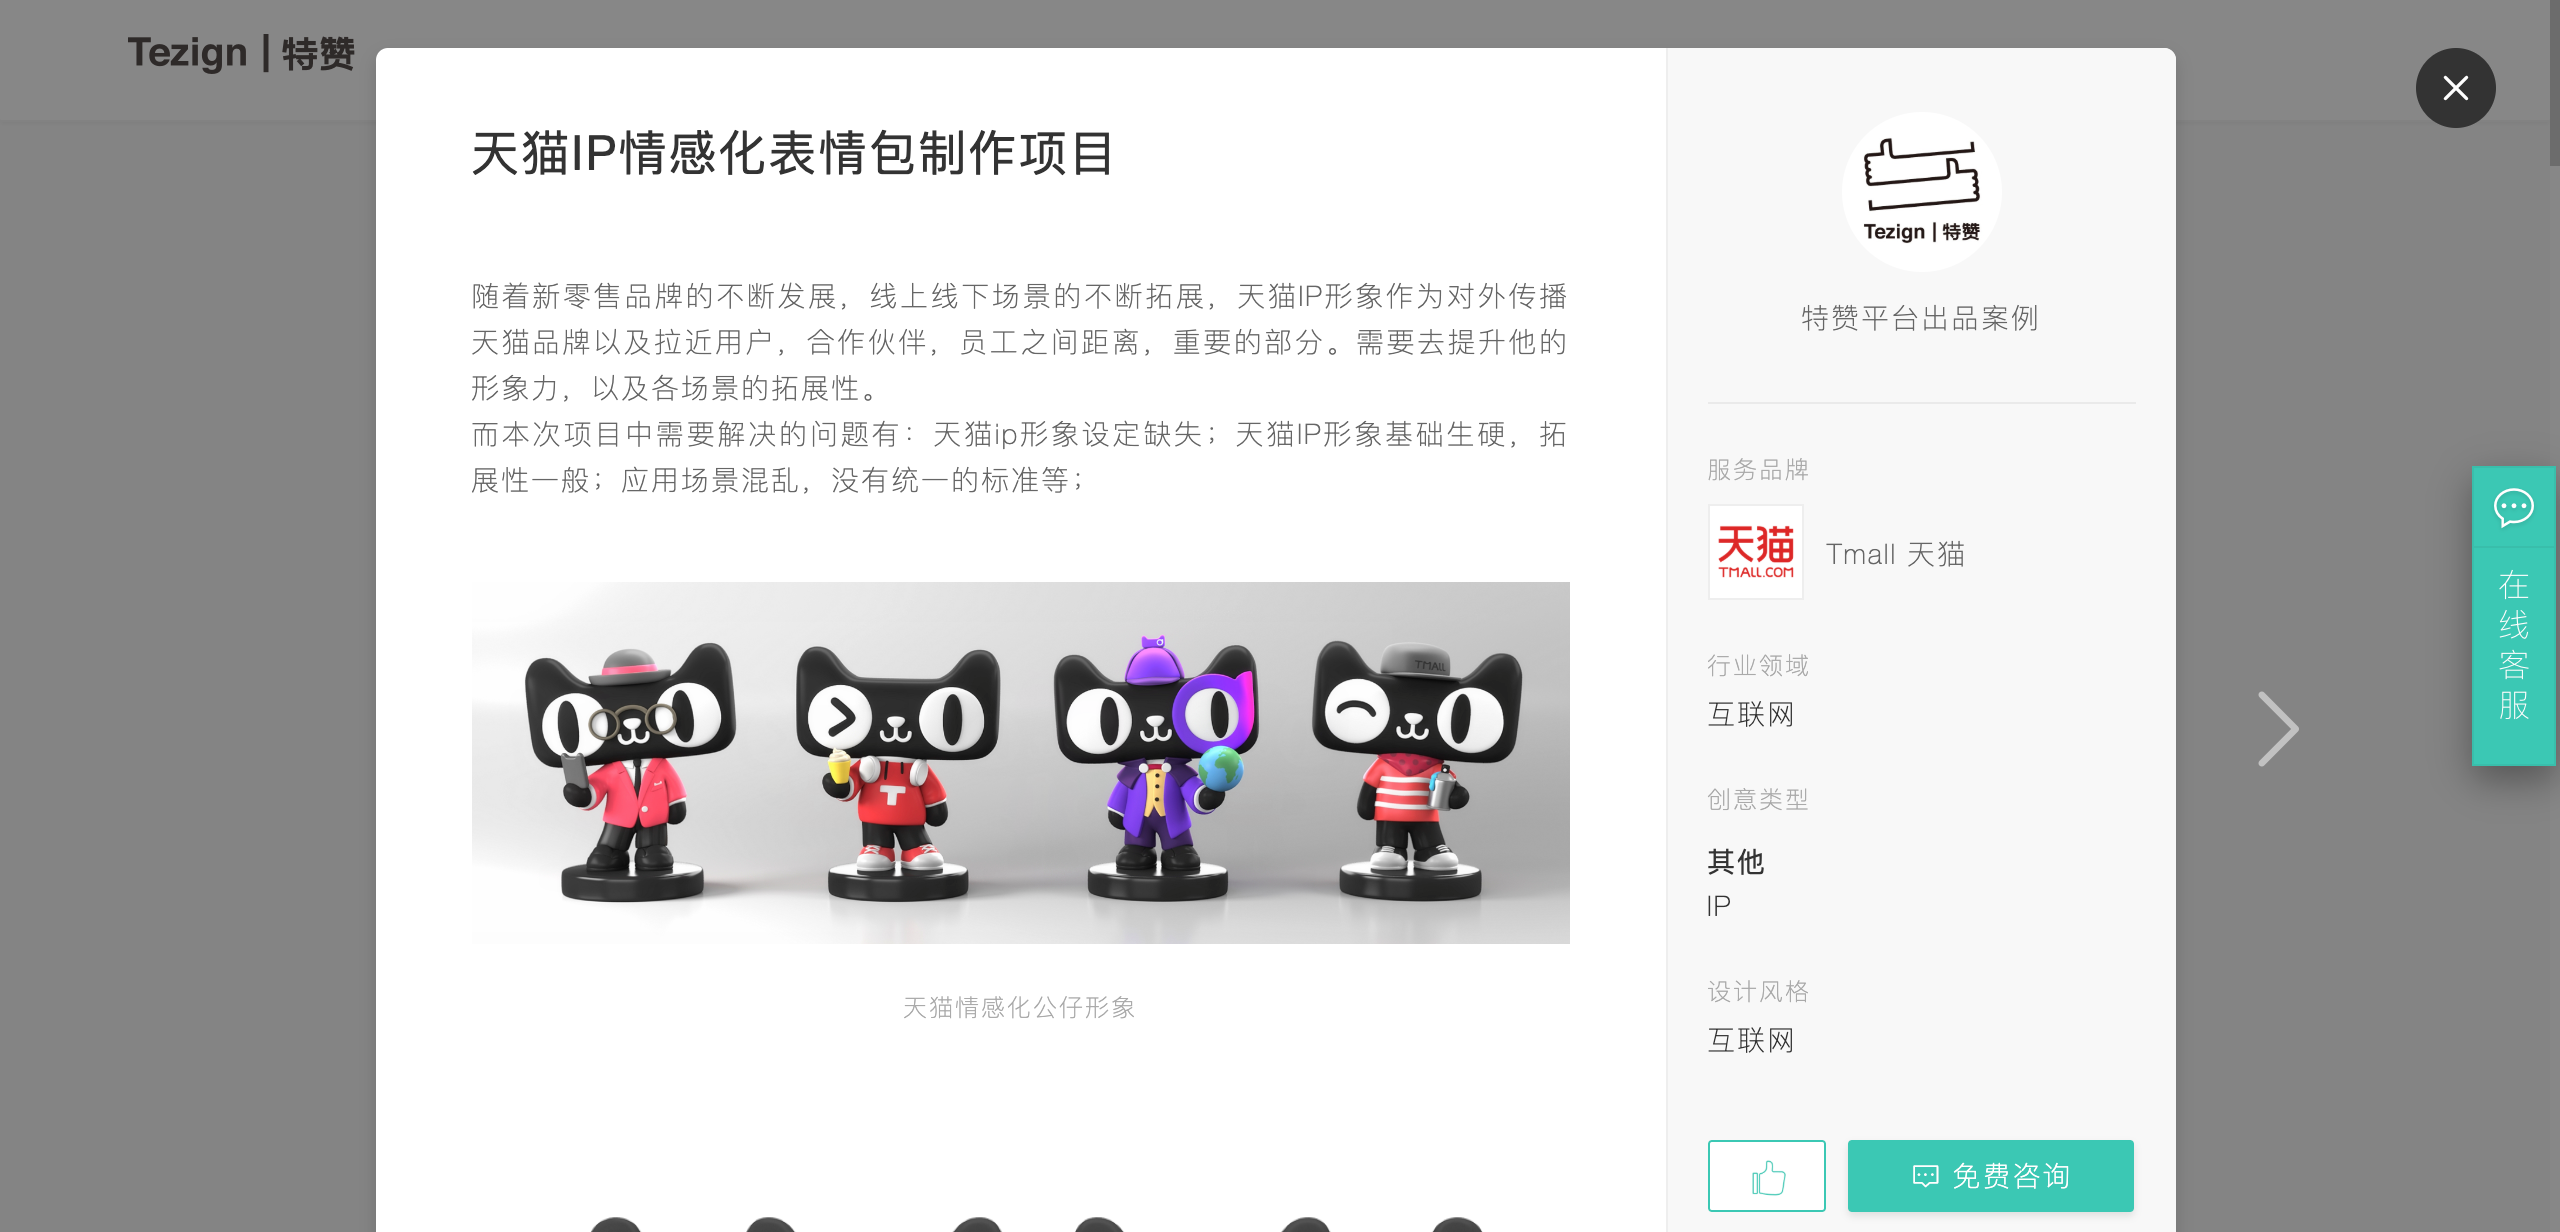 Tezign | 特赞
天猫IP情感化表情包制作项目
随着新零售品牌的不断发展，线上线下场景的不断拓展，天猫IP形象作为对外传播
天猫品牌以及拉近用户，合作伙伴，员工之间距离，重要的部分。需要去提升他的
形象力，以及各场景的拓展性。
而本次项目中需要解决的问题有：天猫ip形象设定缺失；天猫IP形象基础生硬，拓
展性一般；应用场景混乱，没有统一的标准等；
TMALL
T
天猫情感化公仔形象
Tezign | 特赞
特赞平台出品案例
服务品牌
天猫
TMALL.COM
Tmall 天猫
行业领域
互联网
创意类型
其他
IP
设计风格
互联网
免费咨询
在线客服